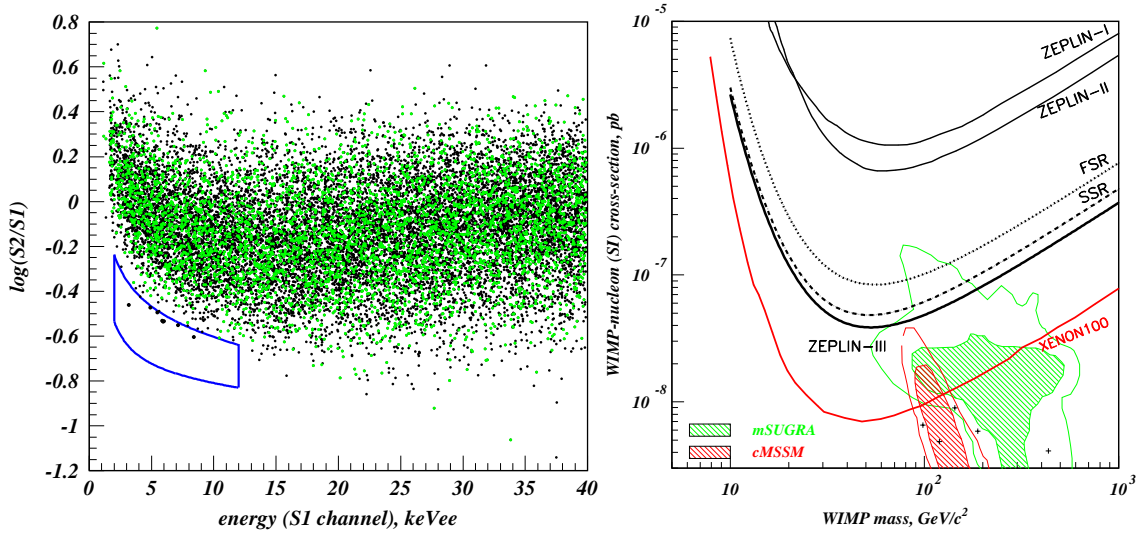 log(S2/S1)
0.8
0.6
0.4
0.2
0
-0.2
-0.4
-0.6
-0.8
-1
-1.2
0 5 10 15 20 25 30 35 40
energy (S1 channel), keVee
WIMP-nucleon (SI) cross-section, pb
10 -5
10 -6
10 -7
10 -8
ZEPLIN-I
ZEPLIN-II
FSR
SSR
ZEPLIN-III
XENON100
mSUGRA
cMSSM
10 10 2 10 3
WIMP mass, GeV/c2